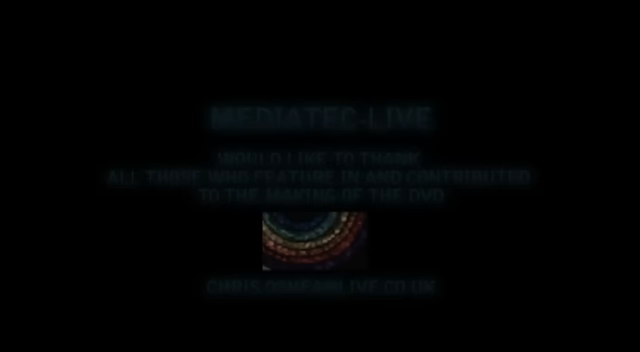 MEDIATEC-LIVE
WOULD LIKE TO THANK
ALL THOSE WHO FEATURE IN AND CONTRIBUTED
TO THE MAKING OF THE DVD